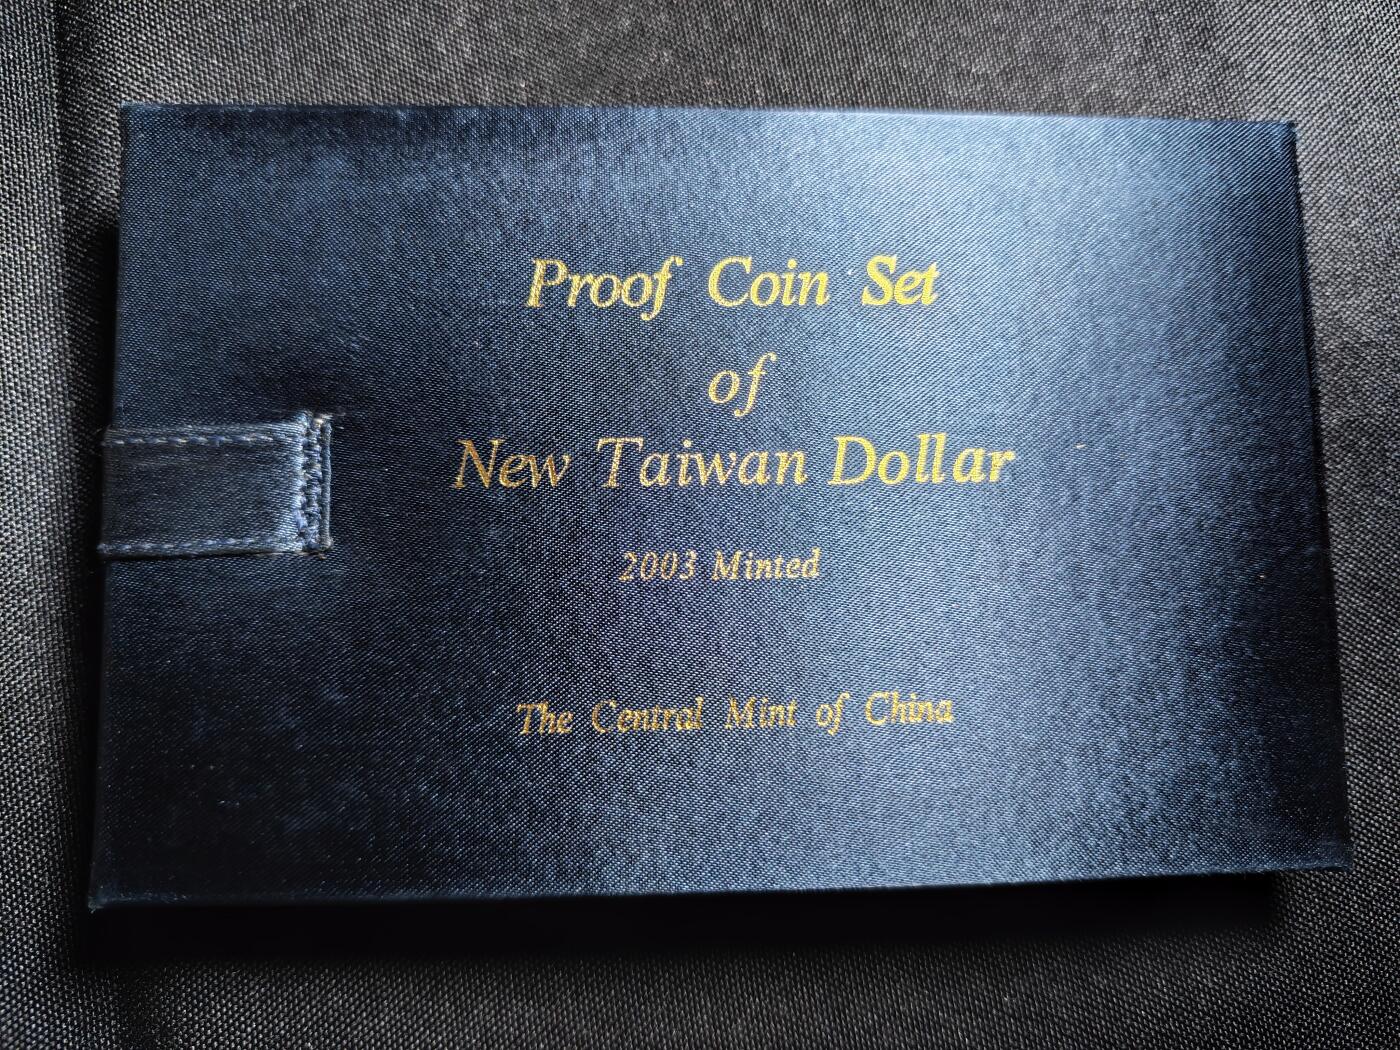 Proof Coin Set
of
New Taiwan Dollar
2003 Minted
The Central Mint of China